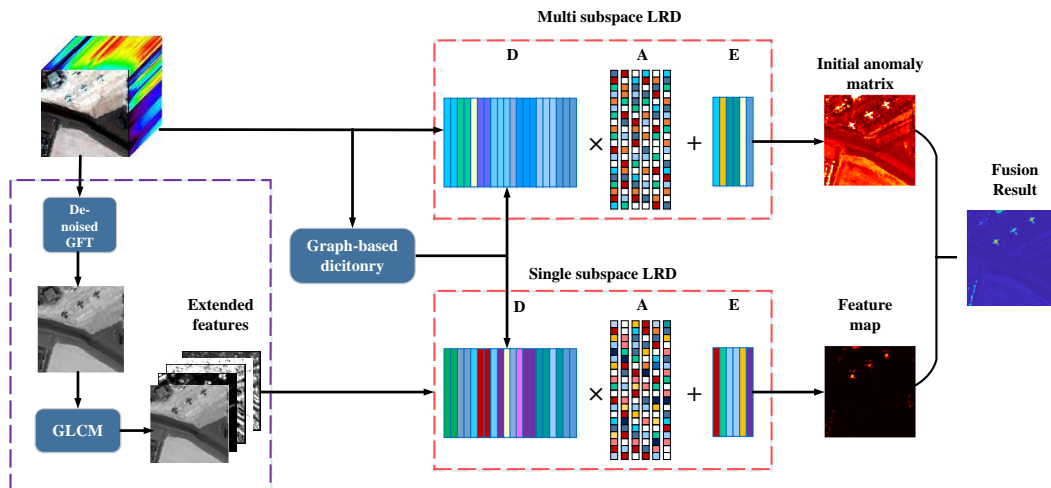 Multi subspace LRD
D
A
E
×
+
Initial anomaly
matrix
De-
noised
GFT
Graph-based
dicitonry
Fusion
Result
Single subspace LRD
Extended
features
D
A
E
×
+
Feature
map
GLCM